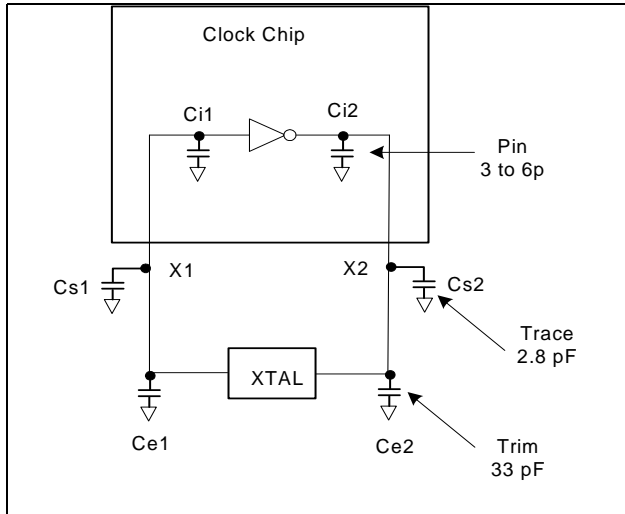 Clock Chip
Ci1
Ci2
Pin
3 to 6p
Cs1
X1
X2
Cs2
Trace
2.8 pF
XTAL
Ce1
Ce2
Trim
33 pF